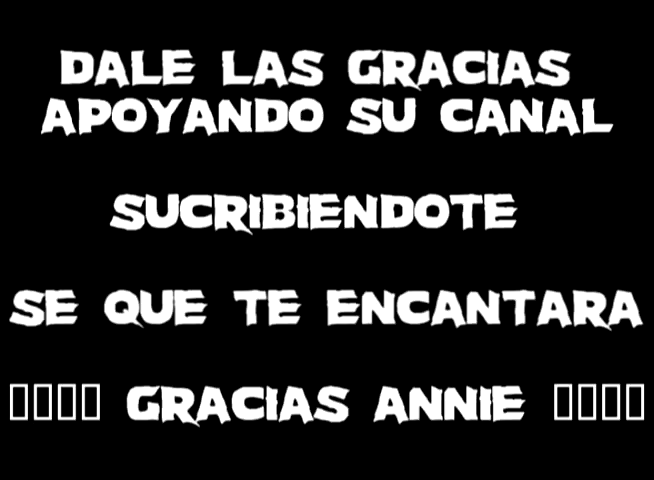 DALE LAS GRACIAS
APOYANDO SU CANAL
SUCRIBIENDOTE
SE QUE TE ENCANTARA
▯▯▯▯ GRACIAS ANNIE ▯▯▯▯